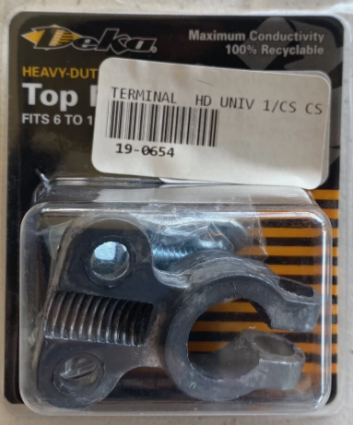 Deka
Maximum Conductivity
100% Recyclable
HEAVY-DUT
Top
FITS 6 TO 1
TERMINAL HD UNIV 1/CS CS
19-0654